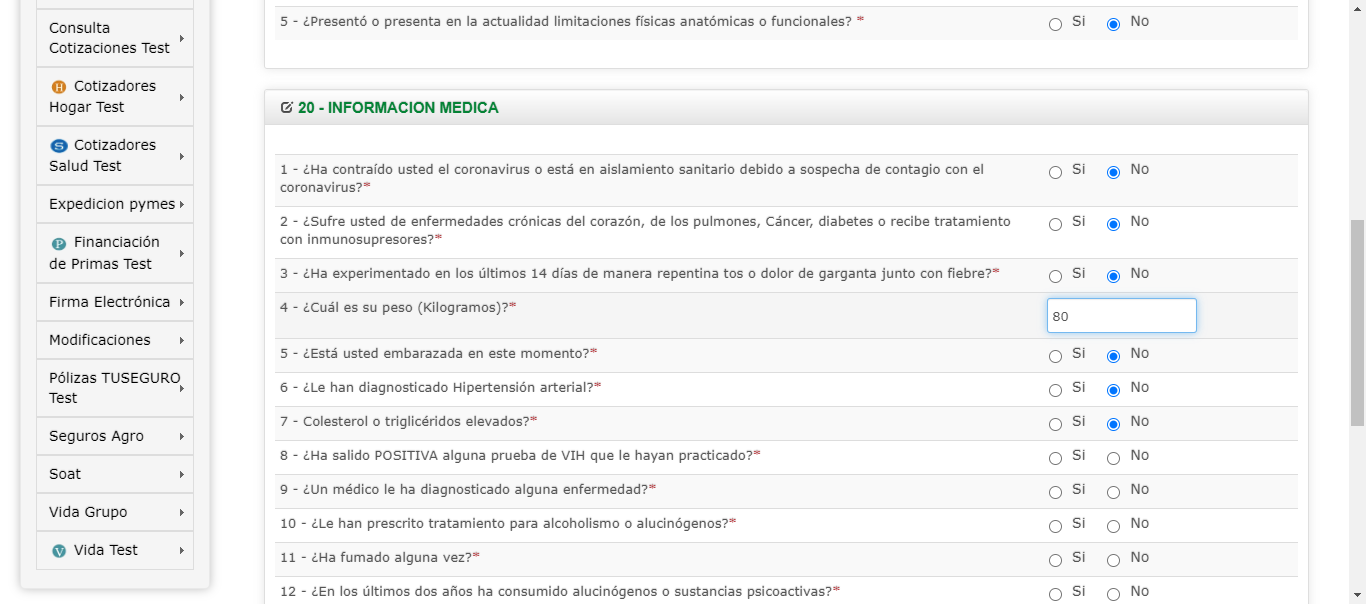 Consulta
Cotizaciones Test
H Cotizadores
Hogar Test
S Cotizadores
Salud Test
Expedicion pymes
P Financiación
de Primas Test
Firma Electrónica
Modificaciones
Pólizas TUSEGURO
Test
Seguros Agro
Soat
Vida Grupo
V Vida Test
5 - ¿Presentó o presenta en la actualidad limitaciones físicas anatómicas o funcionales? * Si No
20 - INFORMACION MEDICA
1 - ¿Ha contraído usted el coronavirus o está en aislamiento sanitario debido a sospecha de contagio con el Si No
coronavirus?*
2 - ¿Sufre usted de enfermedades crónicas del corazón, de los pulmones, Cáncer, diabetes o recibe tratamiento Si No
con inmunosupresores?*
3 - ¿Ha experimentado en los últimos 14 días de manera repentina tos o dolor de garganta junto con fiebre?* Si No
4 - ¿Cuál es su peso (Kilogramos)?* 80
5 - ¿Está usted embarazada en este momento?* Si No
6 - ¿Le han diagnosticado Hipertensión arterial?* Si No
7 - Colesterol o triglicéridos elevados?* Si No
8 - ¿Ha salido POSITIVA alguna prueba de VIH que le hayan practicado?* Si No
9 - ¿Un médico le ha diagnosticado alguna enfermedad?* Si No
10 - ¿Le han prescrito tratamiento para alcoholismo o alucinógenos?* Si No
11 - ¿Ha fumado alguna vez?* Si No
12 - ¿En los últimos dos años ha consumido alucinógenos o sustancias psicoactivas?* Si No